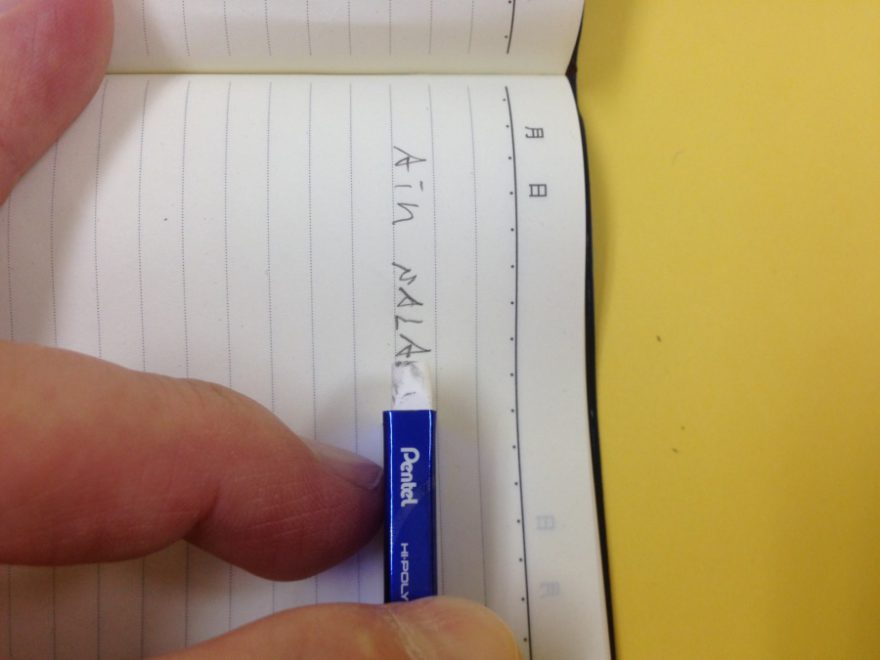 月 日
Ain NALA
Pentel HI-POLY